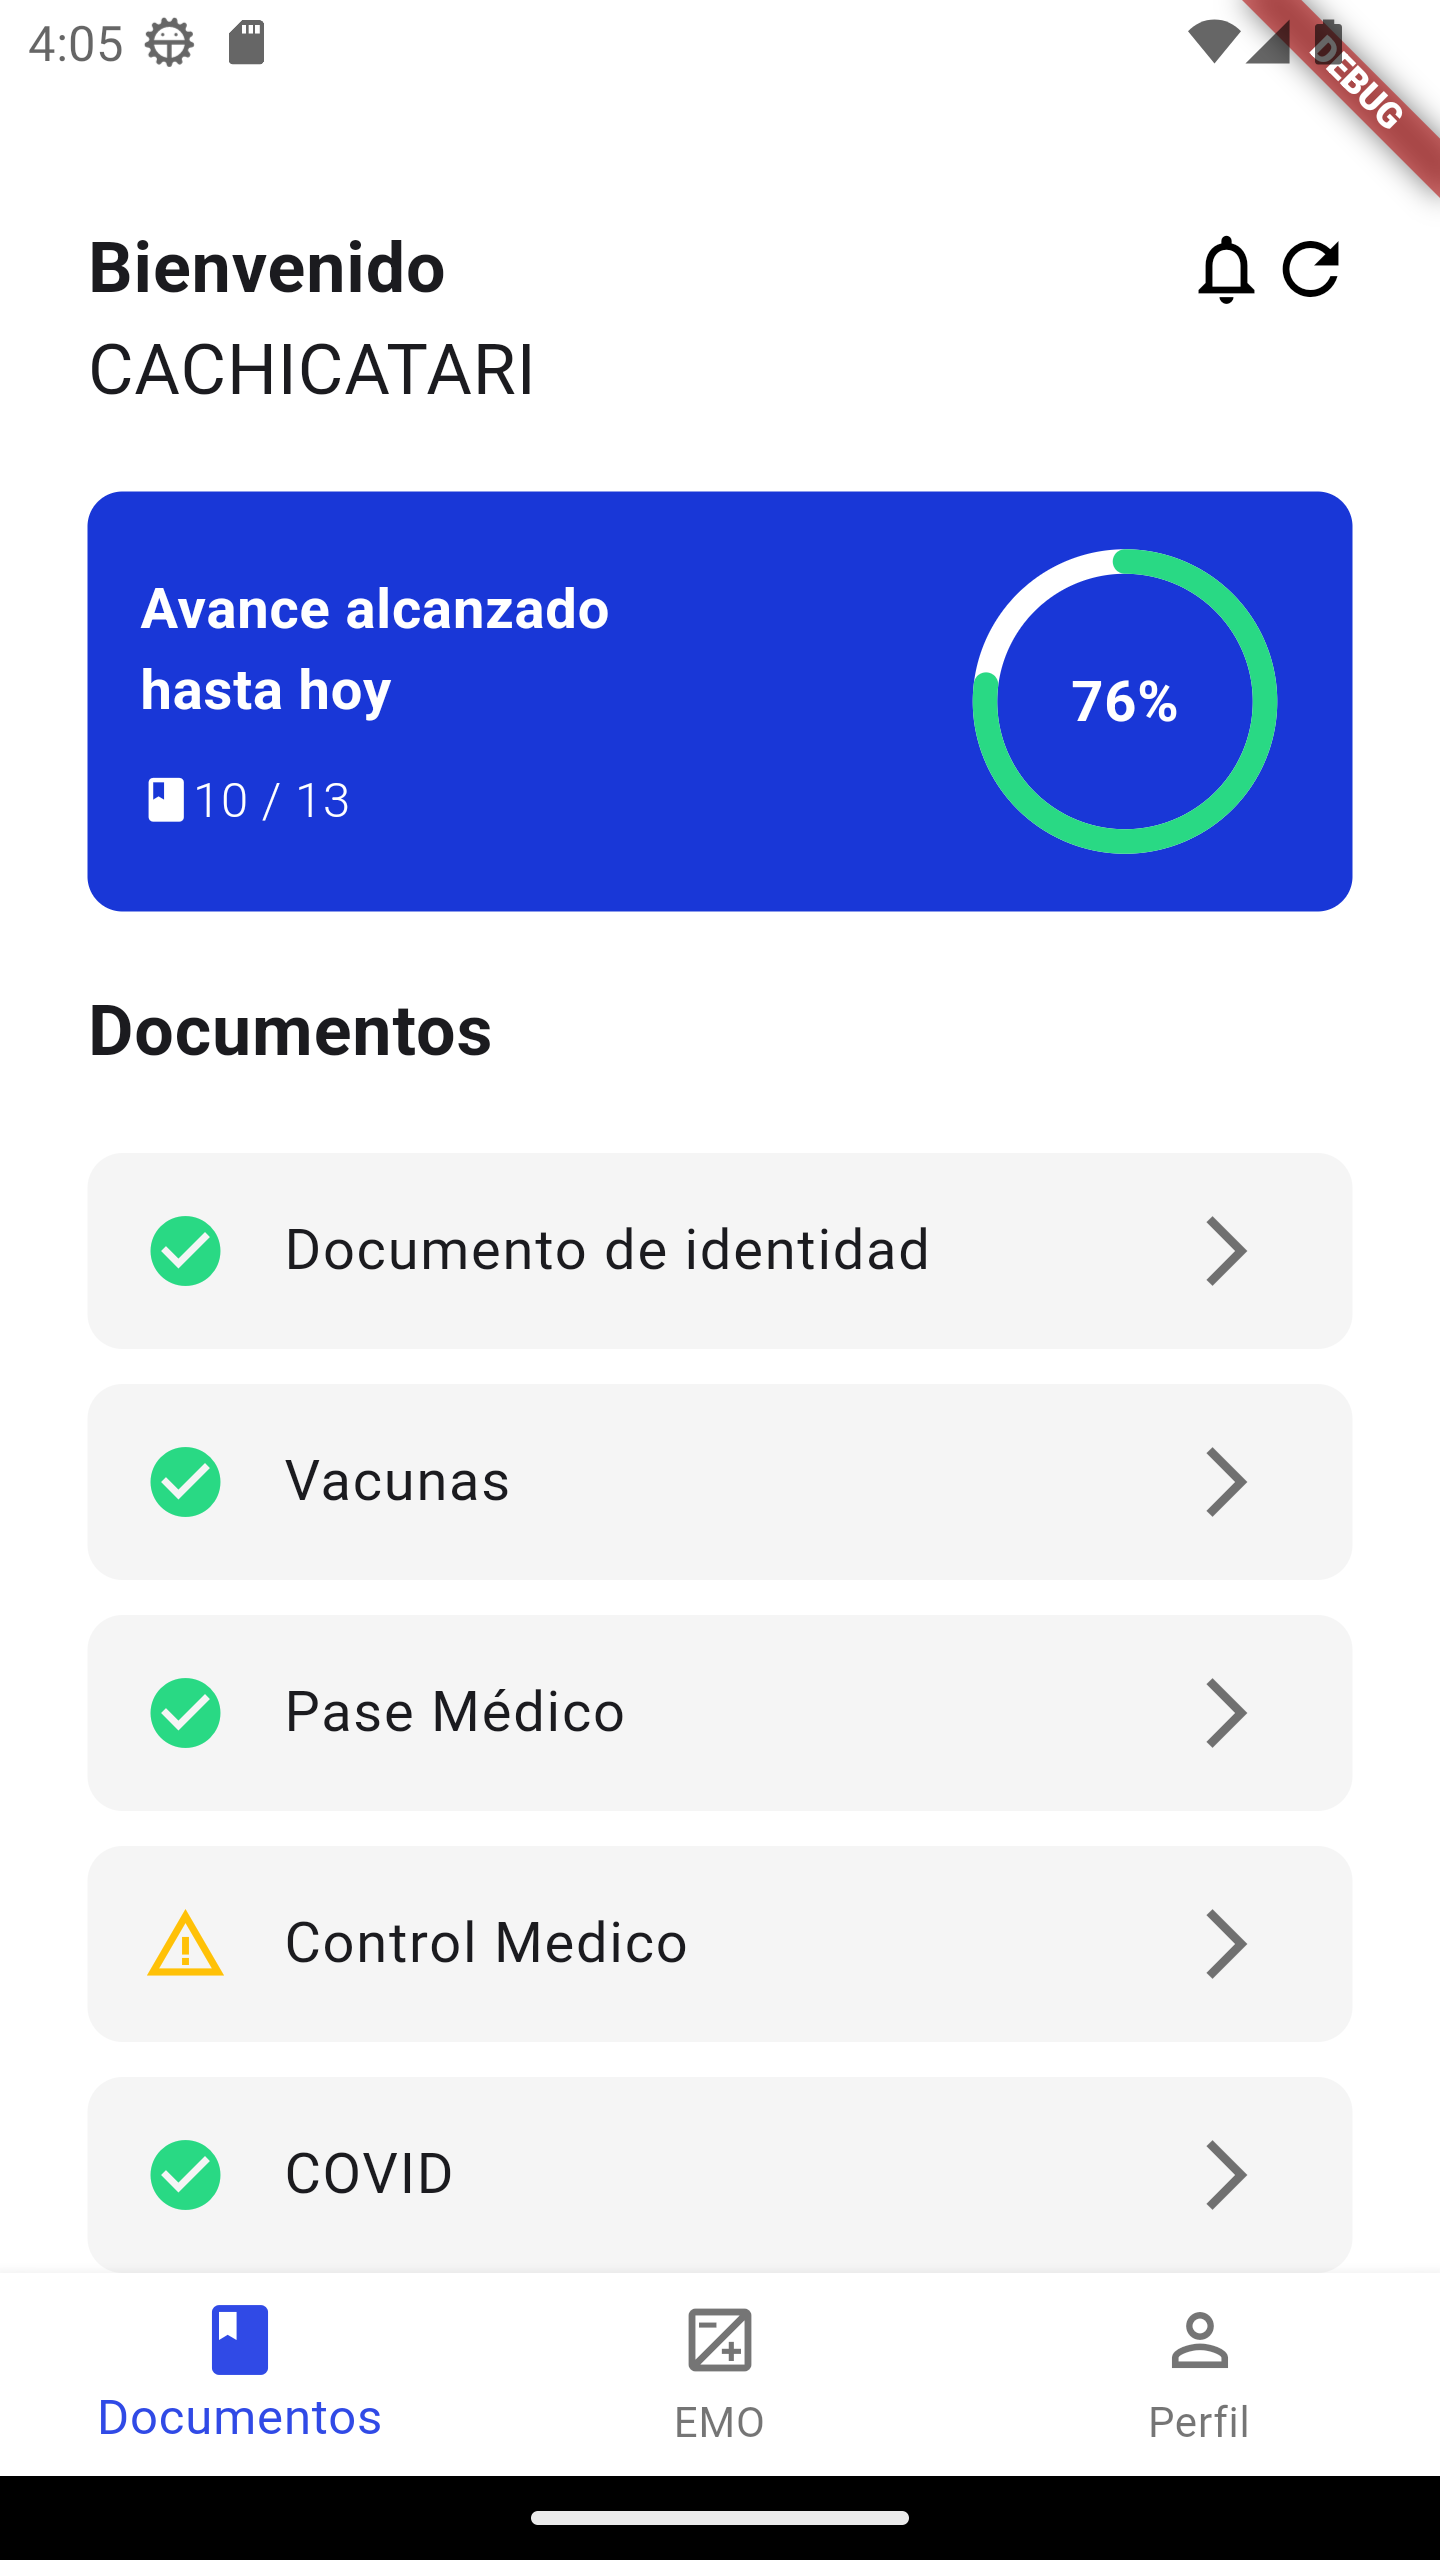 4:05
DEBUG
Bienvenido
CACHICATARI
Avance alcanzado
hasta hoy
10 / 13
76%
Documentos
Documento de identidad
Vacunas
Pase Médico
Control Medico
COVID
Documentos
EMO
Perfil